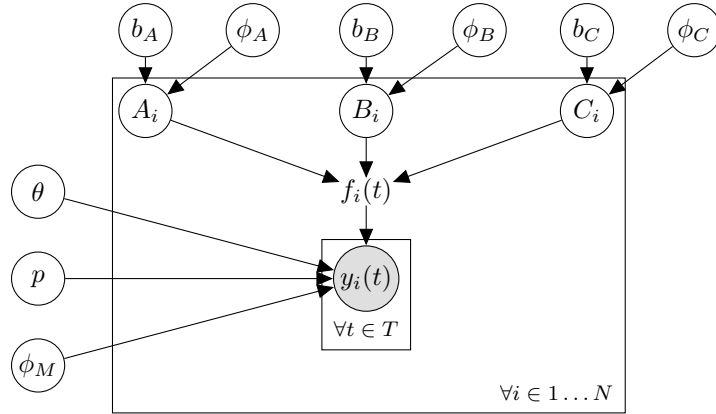 b_A ϕ_A b_B ϕ_B b_C ϕ_C
A_i B_i C_i
θ f_i(t)
p y_i(t)
∀t ∈ T
ϕ_M
∀i ∈ 1 … N